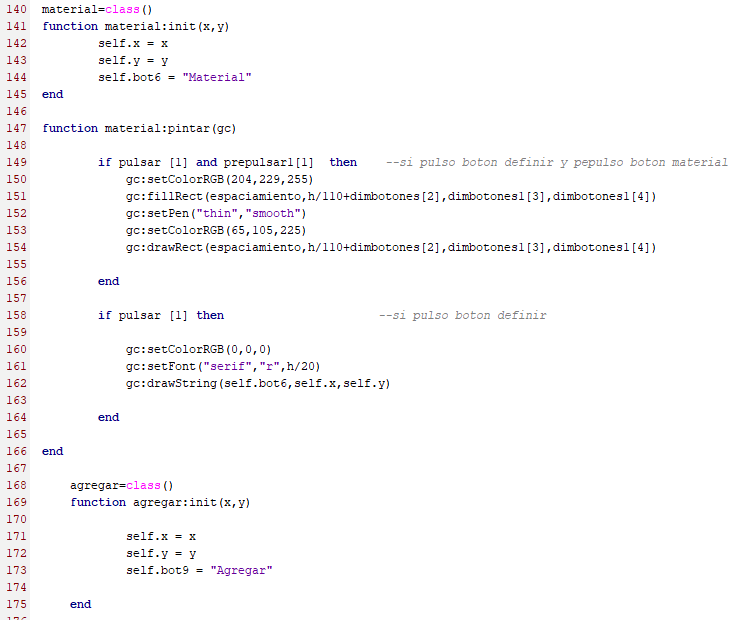 140 material=class()
141 function material:init(x,y)
142 self.x = x
143 self.y = y
144 self.bot6 = "Material"
145 end
146
147 function material:pintar(gc)
148
149 if pulsar [1] and prepulsar1[1] then --si pulso boton definir y pepulso boton material
150 gc:setColorRGB(204,229,255)
151 gc:fillRect(espaciamiento,h/110+dimbotones[2],dimbotones1[3],dimbotones1[4])
152 gc:setPen("thin","smooth")
153 gc:setColorRGB(65,105,225)
154 gc:drawRect(espaciamiento,h/110+dimbotones[2],dimbotones1[3],dimbotones1[4])
155
156 end
157
158 if pulsar [1] then --si pulso boton definir
159
160 gc:setColorRGB(0,0,0)
161 gc:setFont("serif","r",h/20)
162 gc:drawString(self.bot6,self.x,self.y)
163
164 end
165
166 end
167
168 agregar=class()
169 function agregar:init(x,y)
170
171 self.x = x
172 self.y = y
173 self.bot9 = "Agregar"
174
175 end